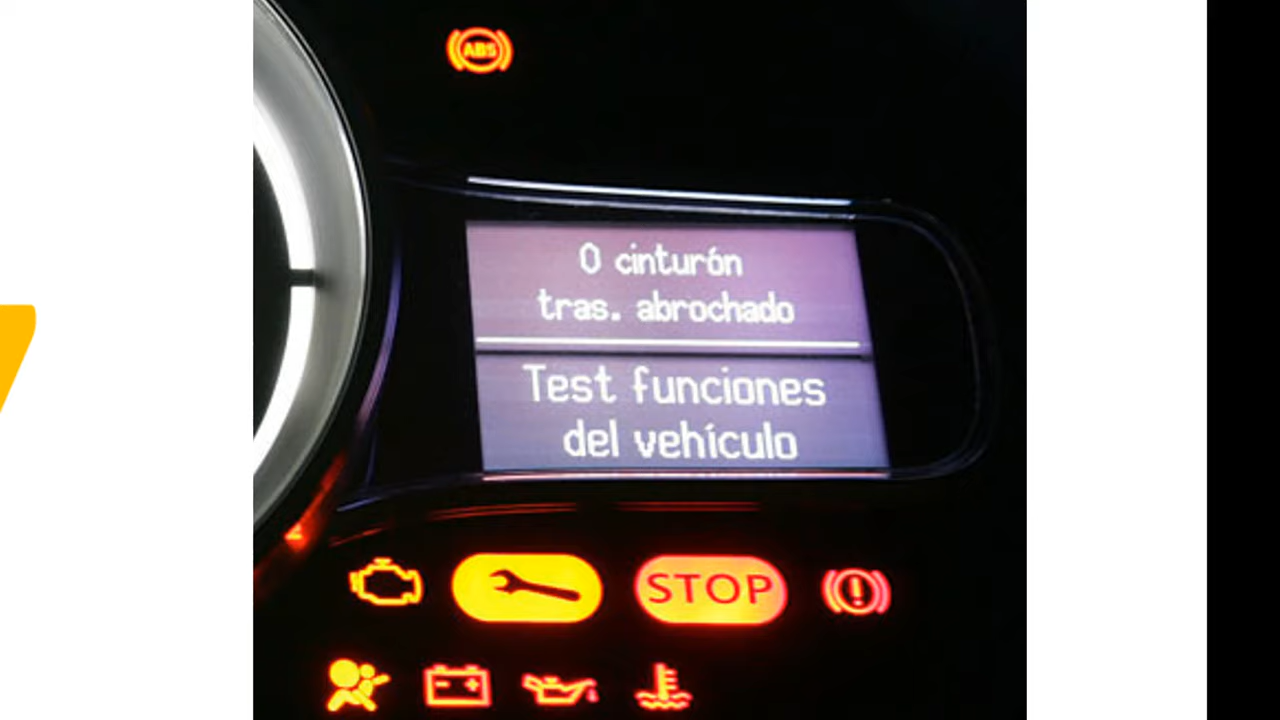 ABS
0 cinturón
tras. abrochado
Test funciones
del vehículo
STOP